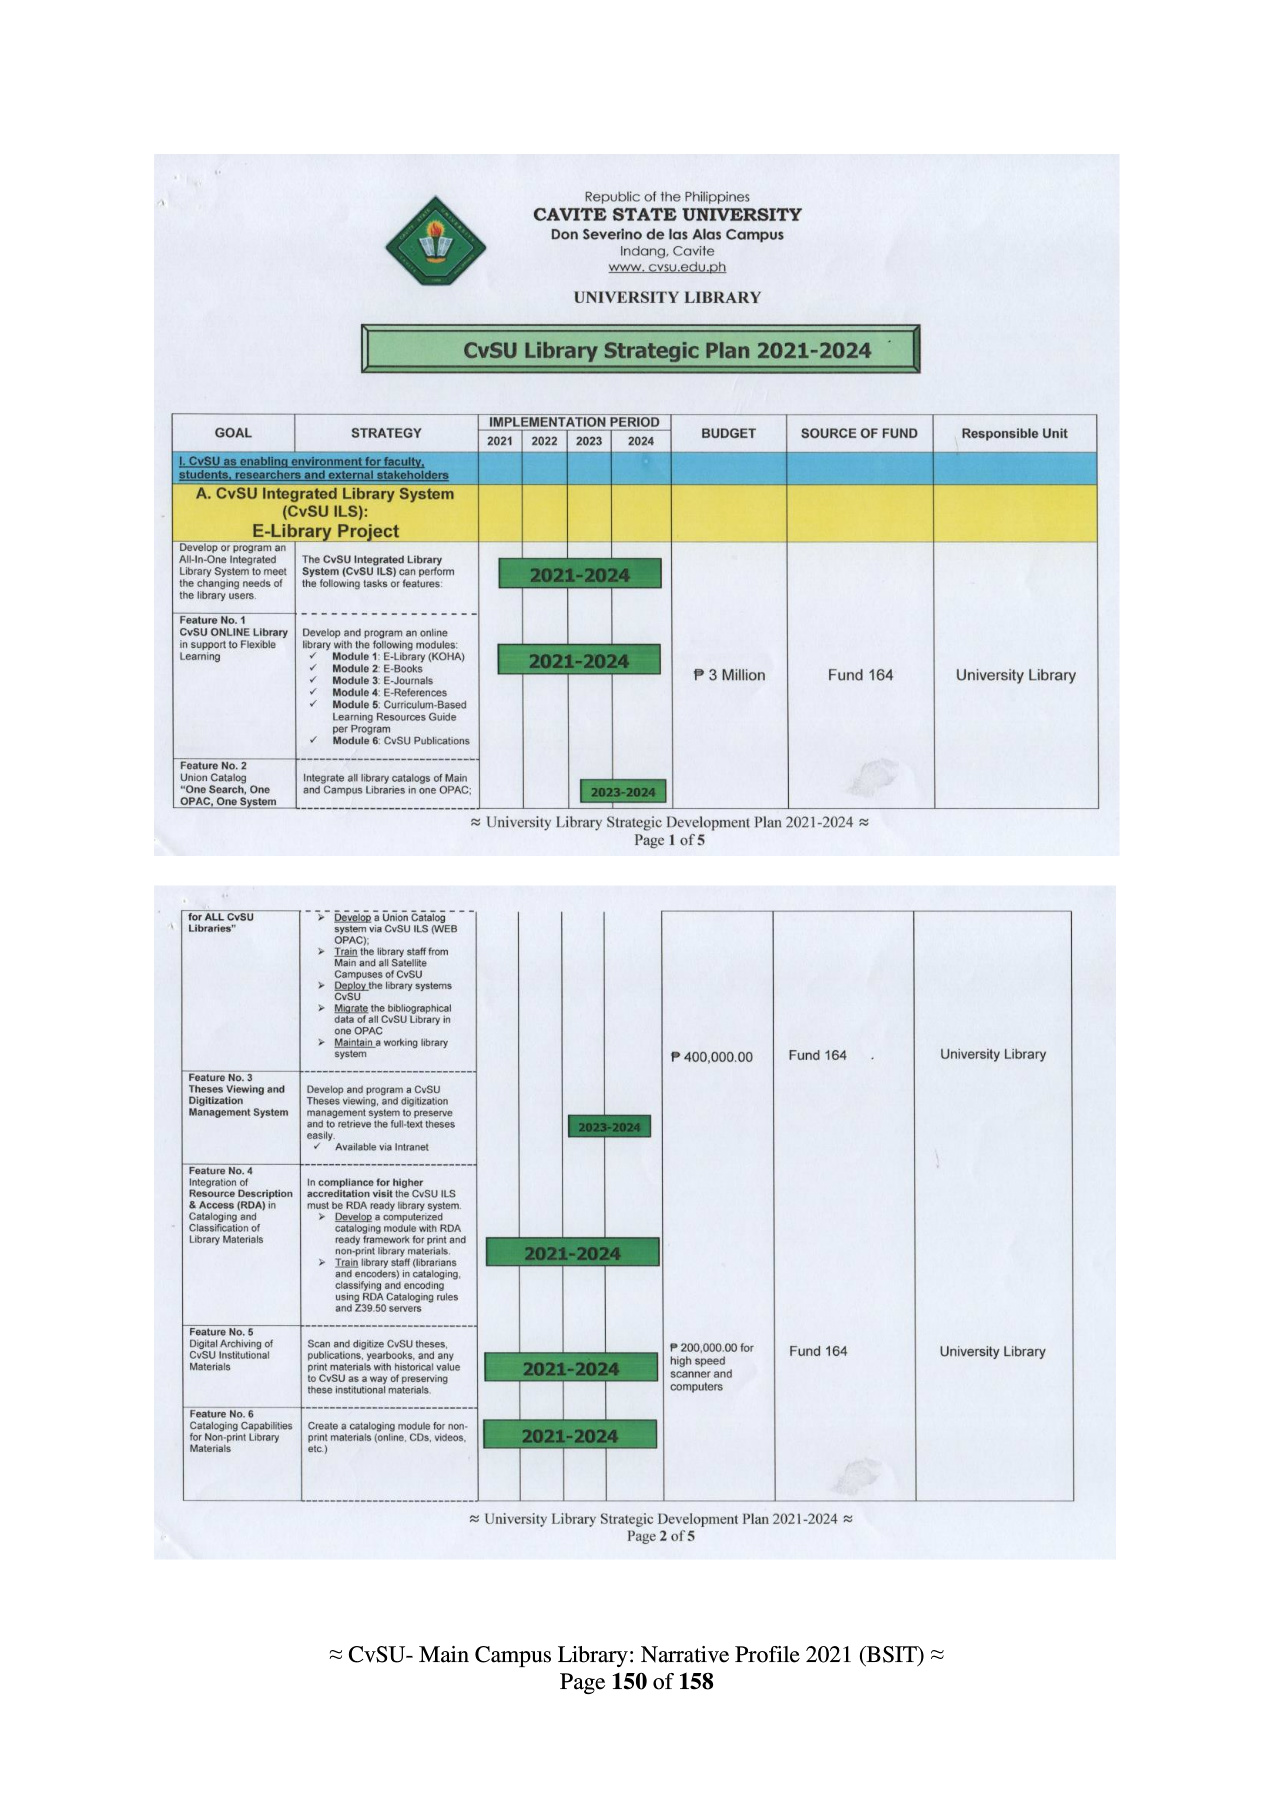 Republic of the Philippines
CAVITE STATE UNIVERSITY
Don Severino de las Alas Campus
Indang, Cavite
www. cvsu.edu.ph
UNIVERSITY LIBRARY
CvSU Library Strategic Plan 2021-2024
GOAL STRATEGY IMPLEMENTATION PERIOD BUDGET SOURCE OF FUND Responsible Unit
2021 2022 2023 2024
I. CvSU as enabling environment for faculty,
students, researchers and external stakeholders
A. CvSU Integrated Library System
(CvSU ILS):
E-Library Project
Develop or program an
All-In-One Integrated
Library System to meet
the changing needs of
the library users.
The CvSU Integrated Library
System (CvSU ILS) can perform
the following tasks or features:
2021-2024
Feature No. 1
CvSU ONLINE Library
in support to Flexible
Learning
Develop and program an online
library with the following modules:
✓ Module 1: E-Library (KOHA)
✓ Module 2: E-Books
✓ Module 3: E-Journals
✓ Module 4: E-References
✓ Module 5: Curriculum-Based
Learning Resources Guide
per Program
✓ Module 6: CvSU Publications
2021-2024
₱ 3 Million
Fund 164
University Library
Feature No. 2
Union Catalog
"One Search, One
OPAC, One System
Integrate all library catalogs of Main
and Campus Libraries in one OPAC;
2023-2024
≈ University Library Strategic Development Plan 2021-2024 ≈
Page 1 of 5
for ALL CvSU
Libraries"
➢ Develop a Union Catalog
system via CvSU ILS (WEB
OPAC);
➢ Train the library staff from
Main and all Satellite
Campuses of CvSU
➢ Deploy the library systems
CvSU
➢ Migrate the bibliographical
data of all CvSU Library in
one OPAC
➢ Maintain a working library
system
₱ 400,000.00
Fund 164
University Library
Feature No. 3
Theses Viewing and
Digitization
Management System
Develop and program a CvSU
Theses viewing, and digitization
management system to preserve
and to retrieve the full-text theses
easily.
✓ Available via Intranet
2023-2024
Feature No. 4
Integration of
Resource Description
& Access (RDA) in
Cataloging and
Classification of
Library Materials
In compliance for higher
accreditation visit the CvSU ILS
must be RDA ready library system.
➢ Develop a computerized
cataloging module with RDA
ready framework for print and
non-print library materials.
➢ Train library staff (librarians
and encoders) in cataloging,
classifying and encoding
using RDA Cataloging rules
and Z39.50 servers
2021-2024
Feature No. 5
Digital Archiving of
CvSU Institutional
Materials
Scan and digitize CvSU theses,
publications, yearbooks, and any
print materials with historical value
to CvSU as a way of preserving
these institutional materials.
2021-2024
₱ 200,000.00 for
high speed
scanner and
computers
Fund 164
University Library
Feature No. 6
Cataloging Capabilities
for Non-print Library
Materials
Create a cataloging module for non-
print materials (online, CDs, videos,
etc.)
2021-2024
≈ University Library Strategic Development Plan 2021-2024 ≈
Page 2 of 5
≈ CvSU- Main Campus Library: Narrative Profile 2021 (BSIT) ≈
Page 150 of 158